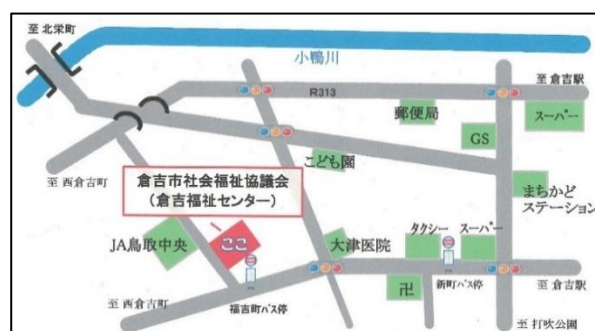 至 北栄町
小鴨川
至 倉吉駅
R313
郵便局
スーパー
GS
こども園
至 西倉吉町
倉吉市社会福祉協議会
(倉吉福祉センター)
まちかど
ステーション
JA鳥取中央
大津医院
タクシー
スーパー
卍
新町バス停
至 倉吉駅
至 西倉吉町
福吉町バス停
至 打吹公園